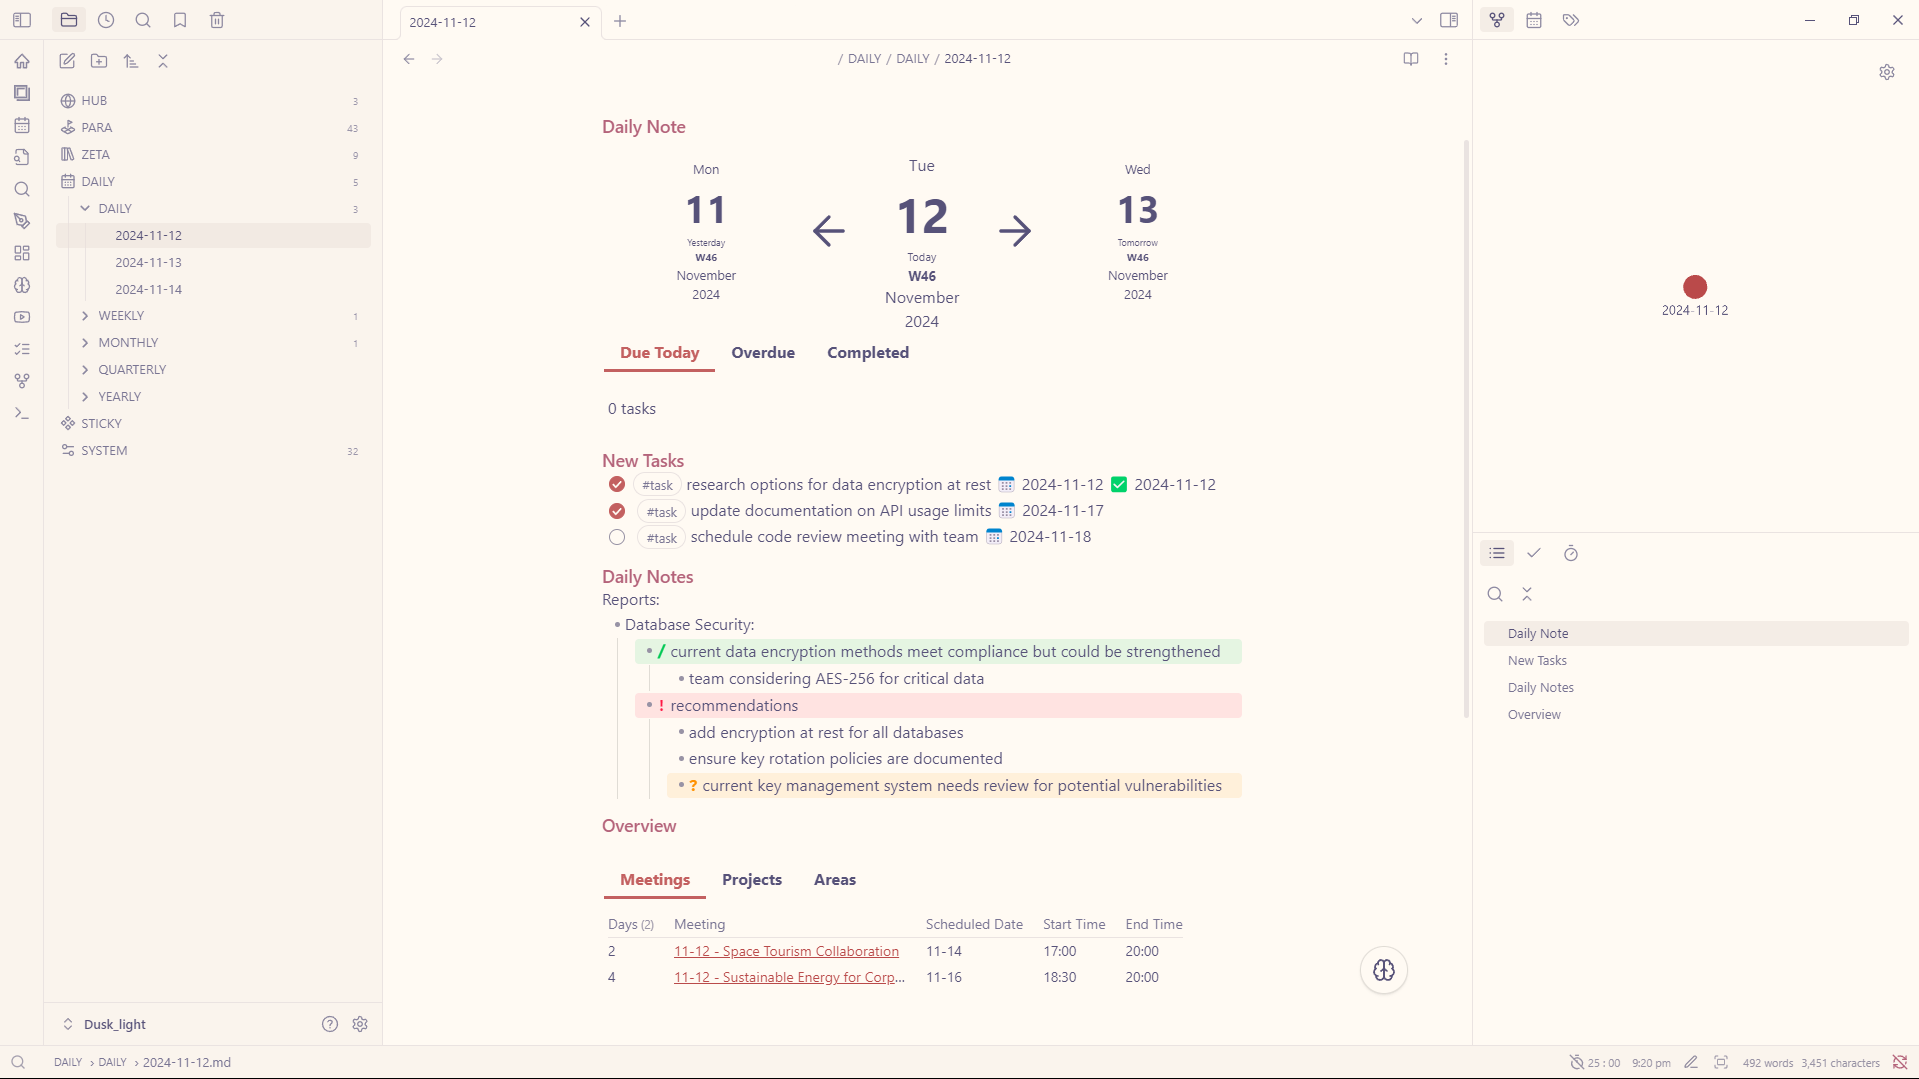 2024-11-12
/ DAILY / DAILY / 2024-11-12
HUB 3
PARA 43
ZETA 9
DAILY 5
DAILY 3
2024-11-12
2024-11-13
2024-11-14
WEEKLY 1
MONTHLY 1
QUARTERLY
YEARLY
STICKY
SYSTEM 32
Dusk_light
Daily Note
Mon
11
Yesterday
W46
November
2024
Tue
12
Today
W46
November
2024
Wed
13
Tomorrow
W46
November
2024
Due Today Overdue Completed
0 tasks
New Tasks
#task research options for data encryption at rest 📅 2024-11-12 ✅ 2024-11-12
#task update documentation on API usage limits 📅 2024-11-17
#task schedule code review meeting with team 📅 2024-11-18
Daily Notes
Reports:
• Database Security:
• / current data encryption methods meet compliance but could be strengthened
• team considering AES-256 for critical data
• ! recommendations
• add encryption at rest for all databases
• ensure key rotation policies are documented
• ? current key management system needs review for potential vulnerabilities
Overview
Meetings Projects Areas
Days (2) Meeting Scheduled Date Start Time End Time
2 11-12 - Space Tourism Collaboration 11-14 17:00 20:00
4 11-12 - Sustainable Energy for Corp... 11-16 18:30 20:00
2024-11-12
Daily Note
New Tasks
Daily Notes
Overview
DAILY › DAILY › 2024-11-12.md
25 : 00 9:20 pm 492 words 3,451 characters